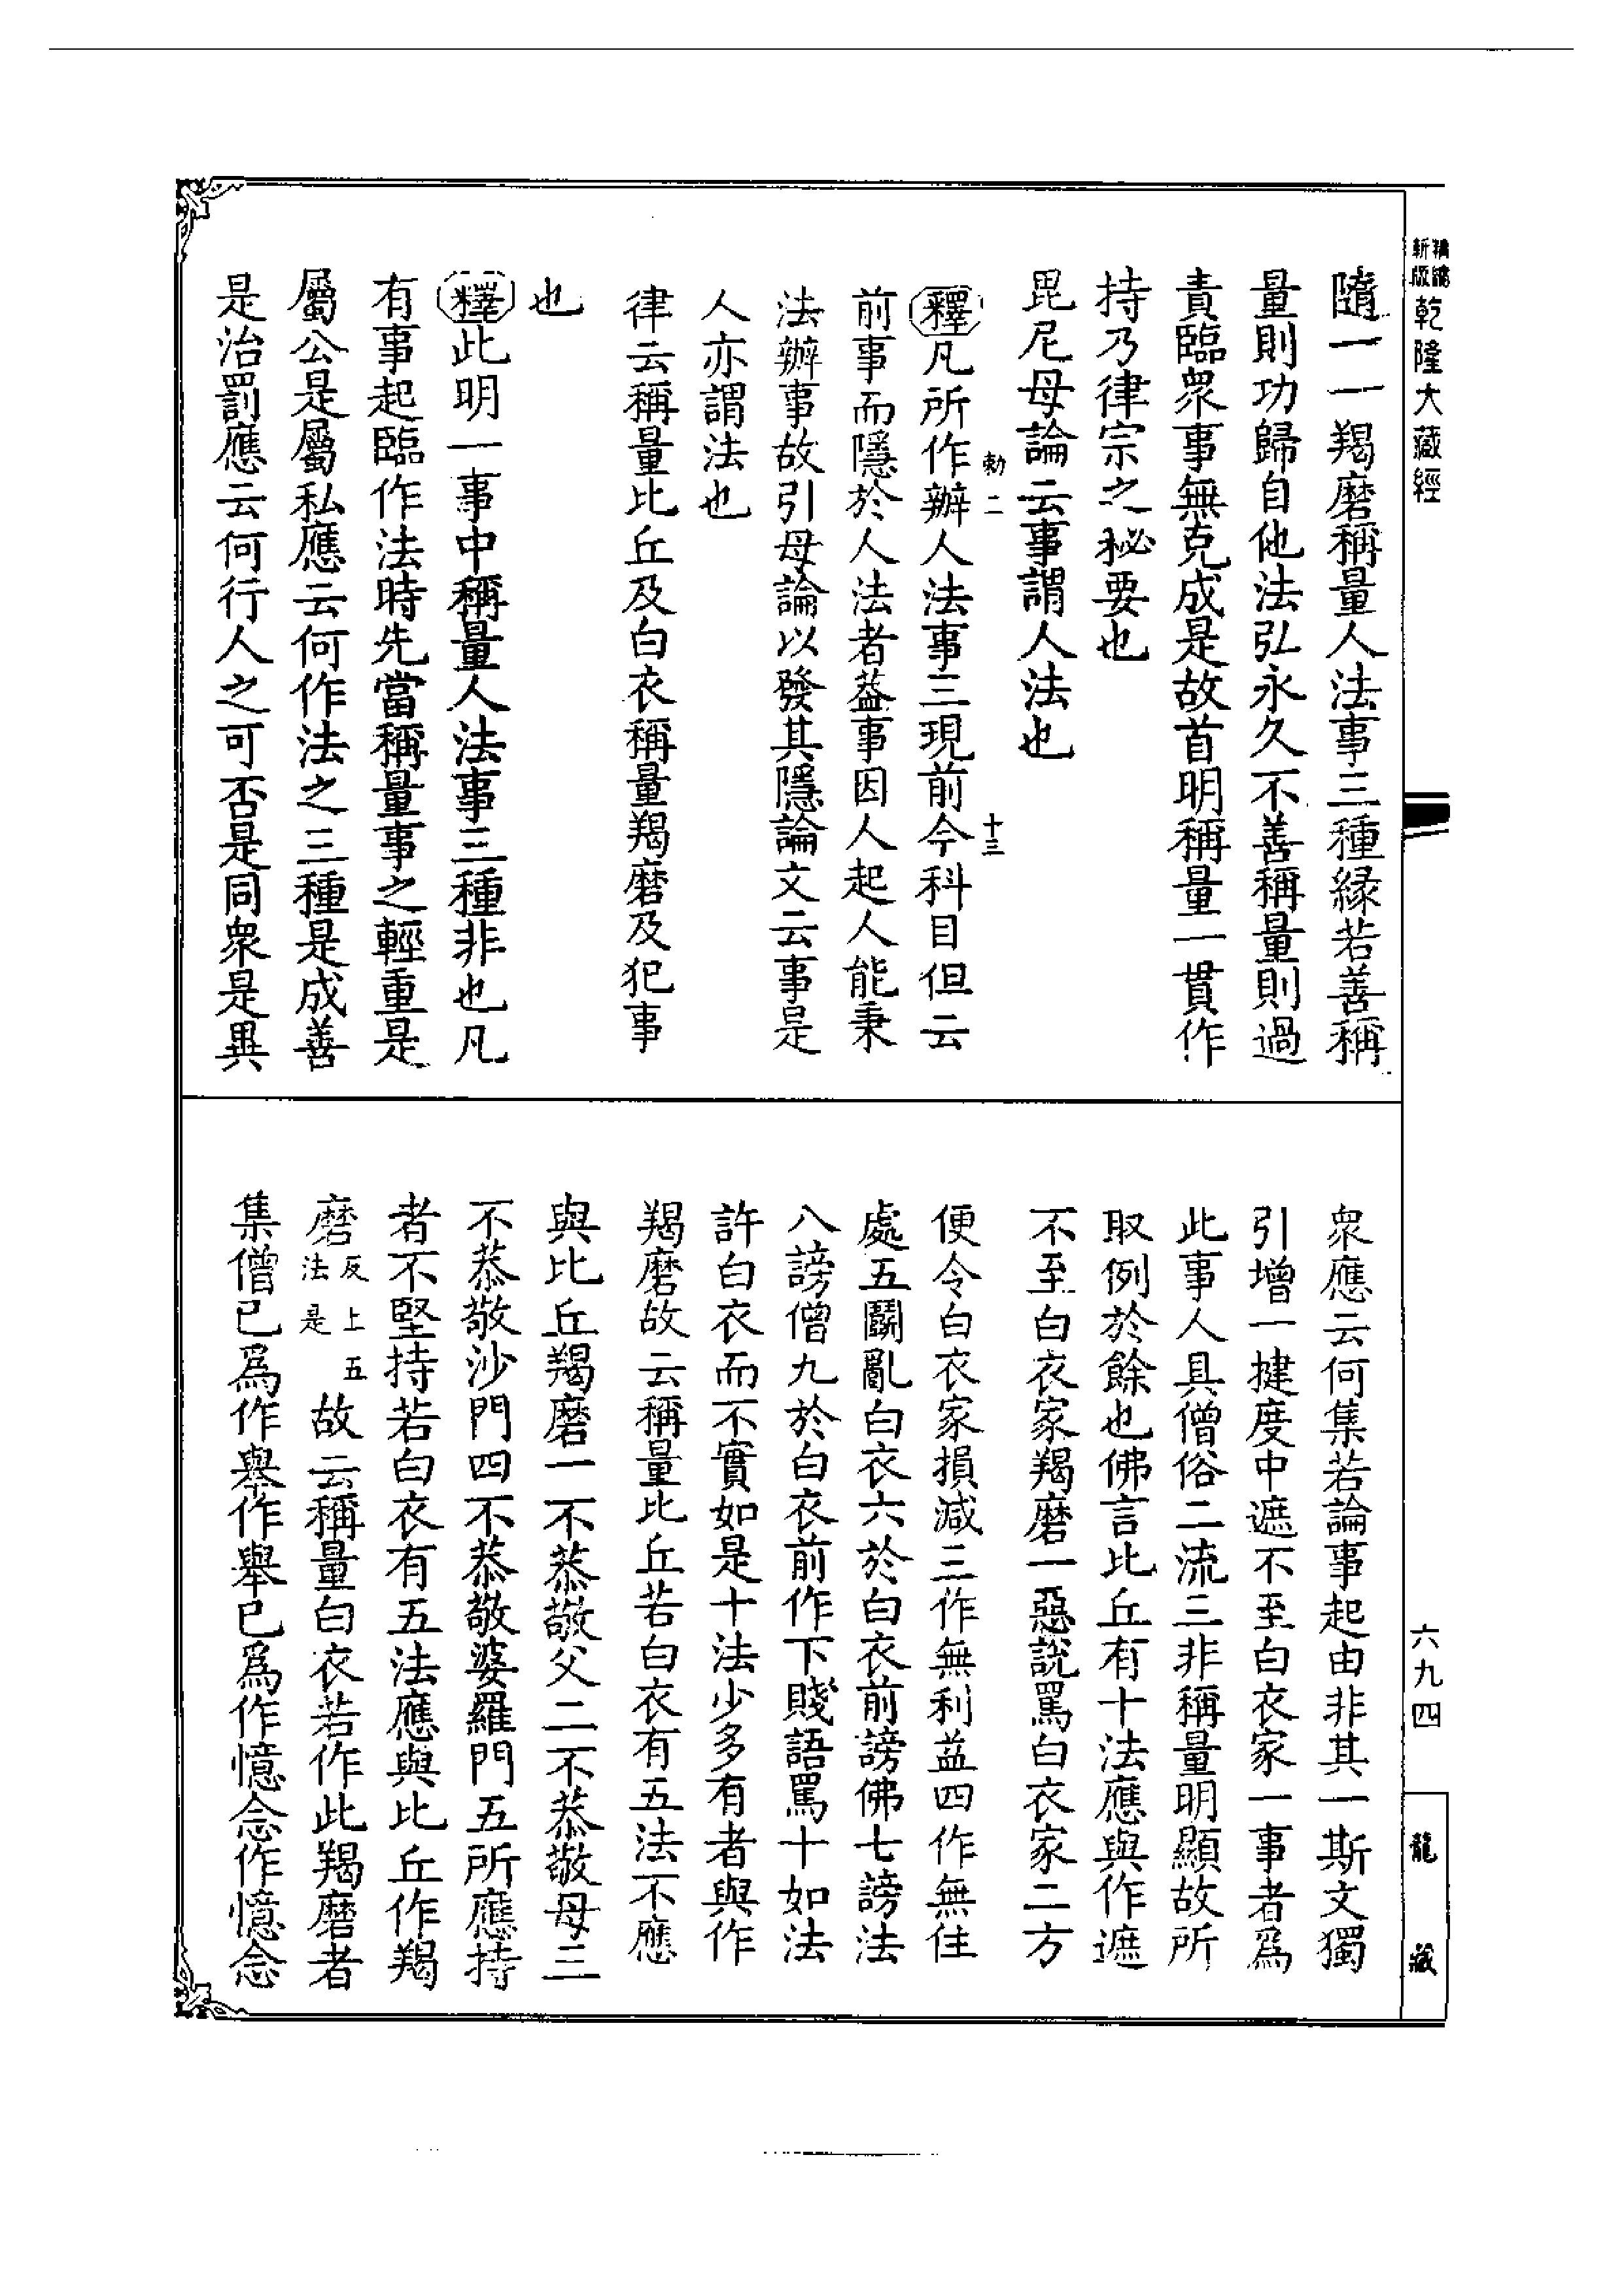 精縮
新版
乾隆大藏經
隨一一羯磨稱量人法事三種緣若善稱
量則功歸自他法弘永久不善稱量則過
責臨眾事無克成是故首明稱量一貫作
持乃律宗之祕要也
毘尼母論云事謂人法也
勅二 十三
釋凡所作辦人法事三現前今科目但云
前事而隱於人法者葢事因人起人能秉
法辦事故引母論以發其隱論文云事是
人亦謂法也
律云稱量比丘及白衣稱量羯磨及犯事
也
釋此明一事中稱量人法事三種非也凡
有事起臨作法時先當稱量事之輕重是
屬公是屬私應云何作法之三種是成善
是治罰應云何行人之可否是同眾是異
眾應云何集若論事起由非其一斯文獨
引增一揵度中遮不至白衣家一事者為
此事人具僧俗二流三非稱量明顯故所
取例於餘也佛言比丘有十法應與作遮
不至白衣家羯磨一惡說罵白衣家二方
便令白衣家損減三作無利益四作無住
處五鬭亂白衣六於白衣前謗佛七謗法
八謗僧九於白衣前作下賤語罵十如法
許白衣而不實如是十法少多有者與作
羯磨故云稱量比丘若白衣有五法不應
與比丘羯磨一不恭敬父二不恭敬母三
不恭敬沙門四不恭敬婆羅門五所應持
者不堅持若白衣有五法應與比丘作羯
磨反上五法是故云稱量白衣若作此羯磨者
集僧已為作舉作舉已為作憶念作憶念
六九四
龍藏